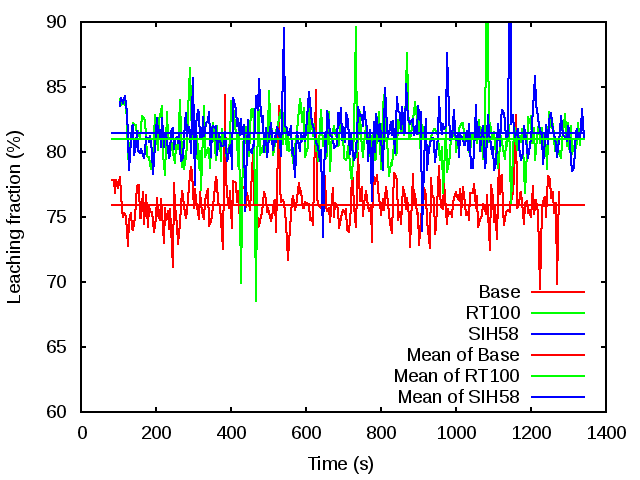 90
85
80
75
70
65
60
Leaching fraction (%)
Base
RT100
SIH58
Mean of Base
Mean of RT100
Mean of SIH58
0 200 400 600 800 1000 1200 1400
Time (s)